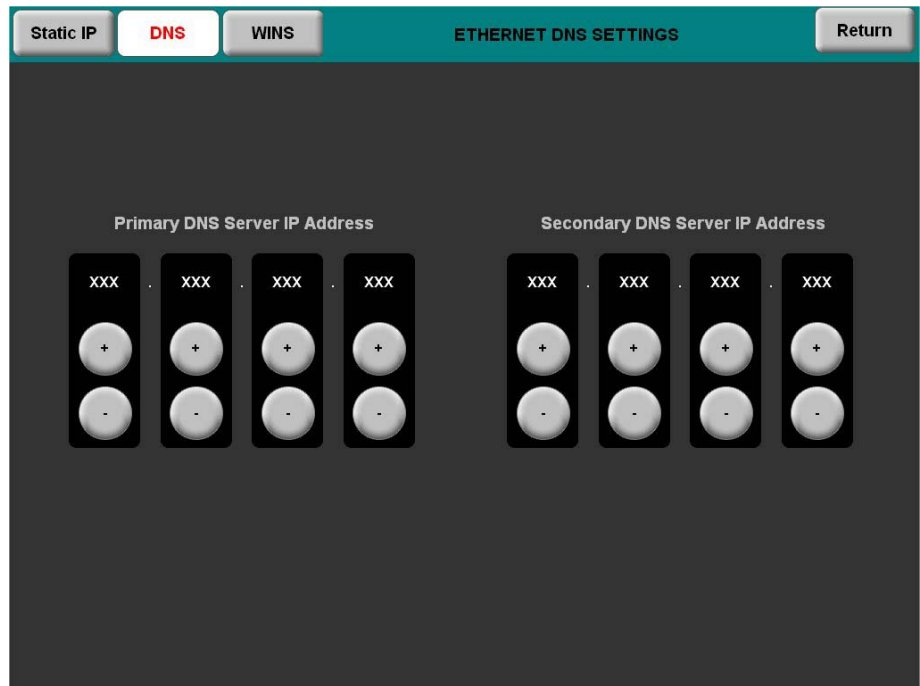 Static IP DNS WINS ETHERNET DNS SETTINGS Return
Primary DNS Server IP Address Secondary DNS Server IP Address
XXX . XXX . XXX . XXX XXX . XXX . XXX . XXX
+ + + + + + + +
- - - - - - - -